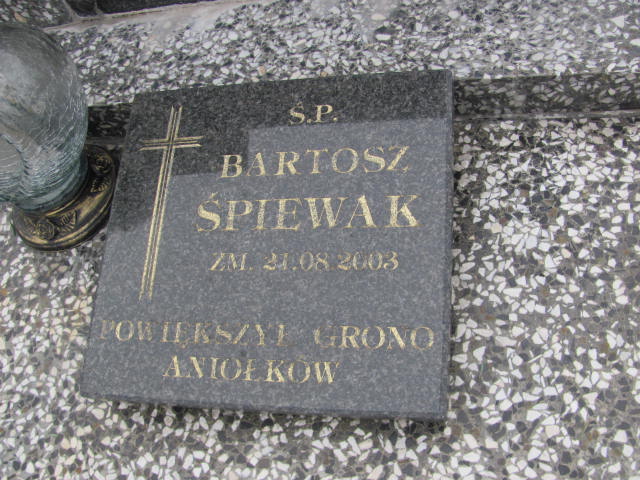 Ś.P.
BARTOSZ
ŚPIEWAK
ZM. 21.08.2003
POWIĘKSZYŁ GRONO
ANIOŁKÓW